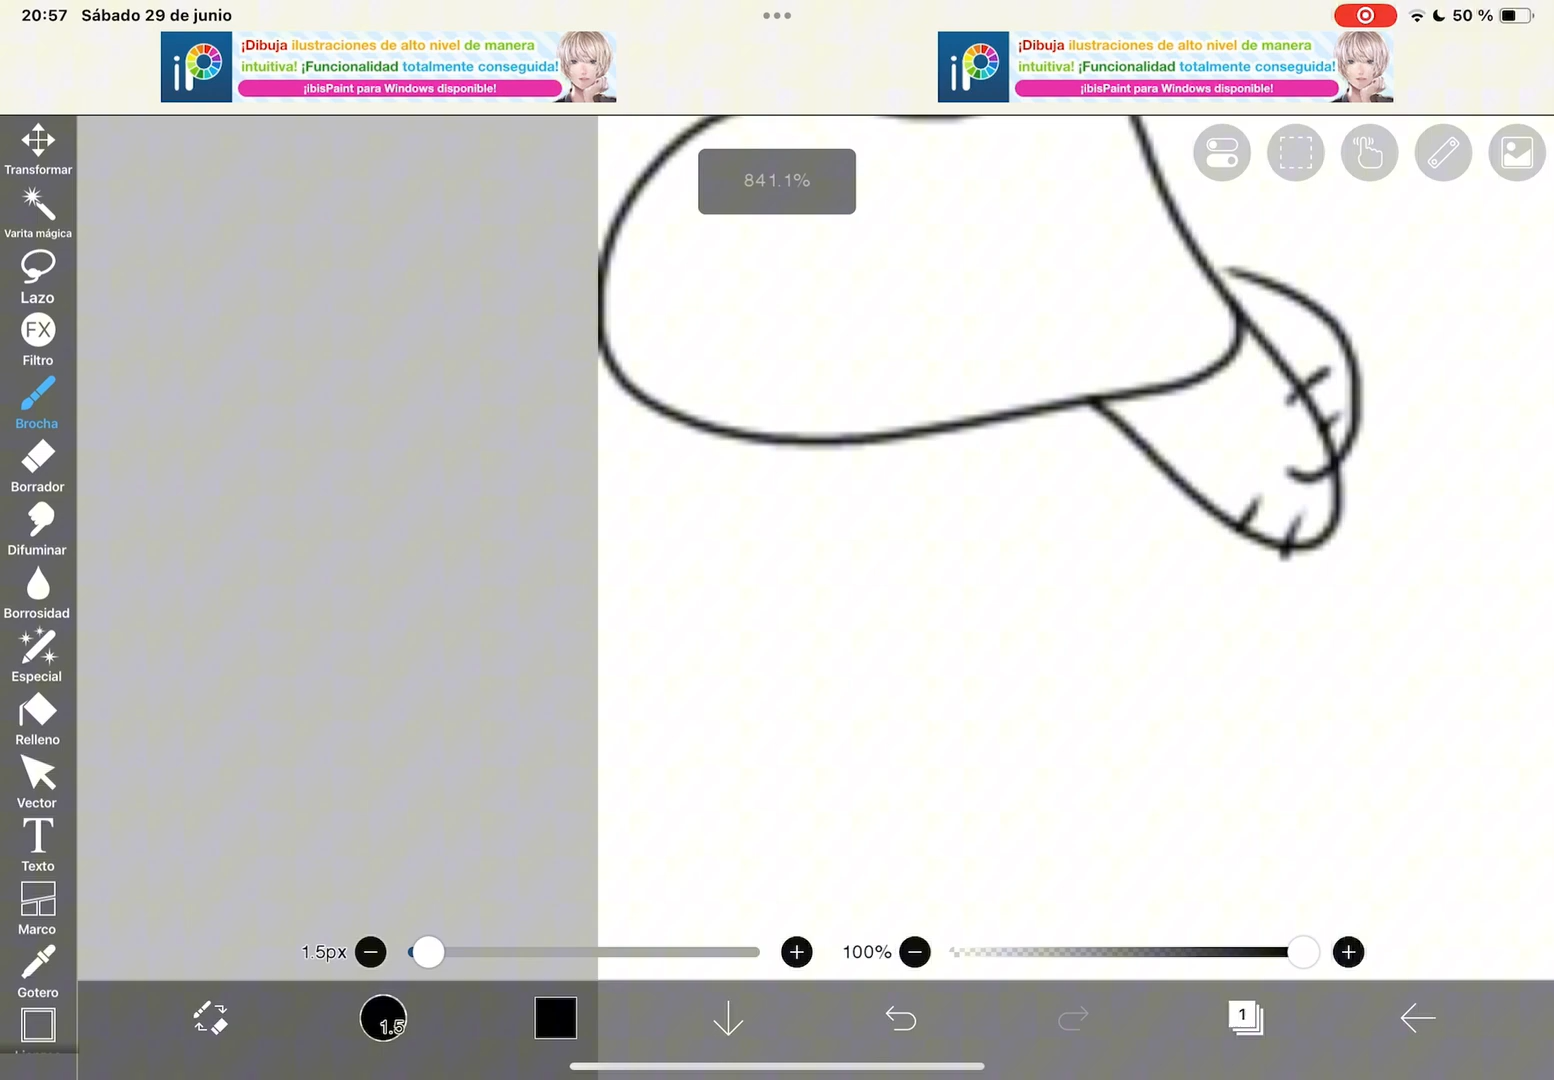 20:57 Sábado 29 de junio
50 %
iP
¡Dibuja ilustraciones de alto nivel de manera
intuitiva! ¡Funcionalidad totalmente conseguida!
¡ibisPaint para Windows disponible!
iP
¡Dibuja ilustraciones de alto nivel de manera
intuitiva! ¡Funcionalidad totalmente conseguida!
¡ibisPaint para Windows disponible!
841.1%
Transformar
Varita mágica
Lazo
FX
Filtro
Brocha
Borrador
Difuminar
Borrosidad
Especial
Relleno
Vector
T
Texto
Marco
Gotero
1.5px
100%
1.5
1